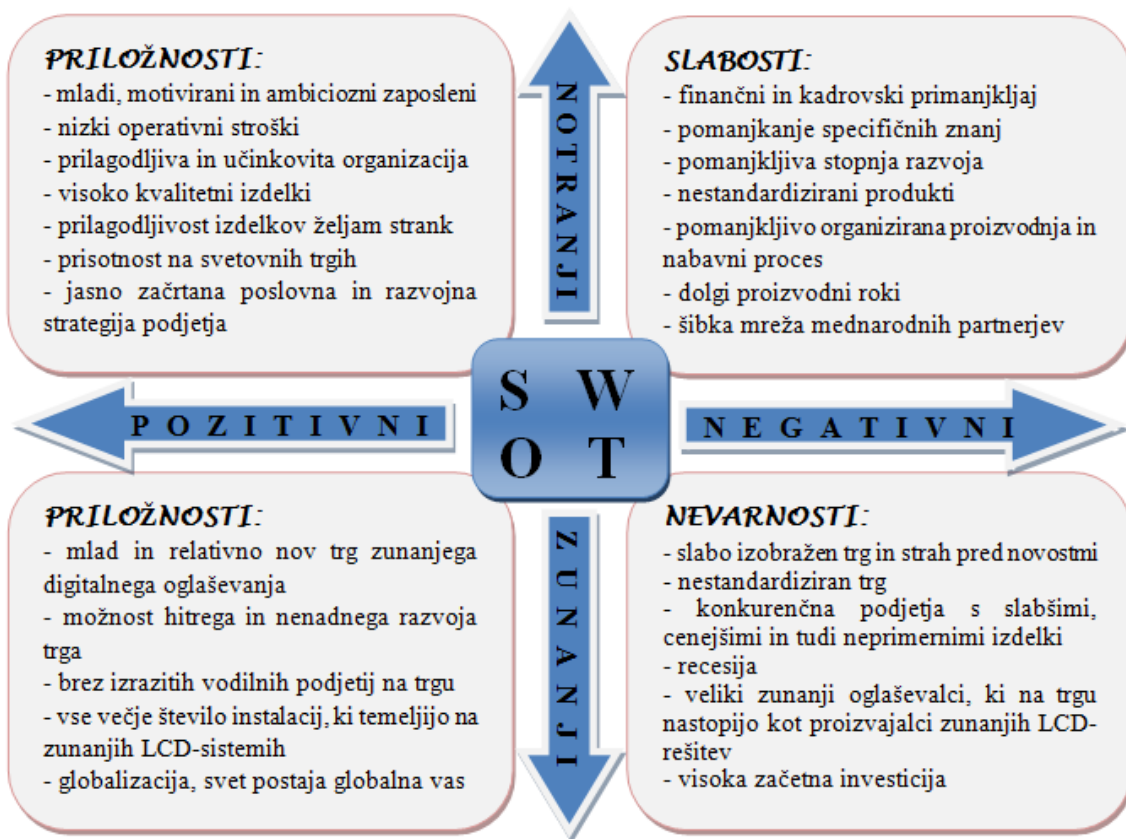 PRILOŽNOSTI:
- mladi, motivirani in ambiciozni zaposleni
- nizki operativni stroški
- prilagodljiva in učinkovita organizacija
- visoko kvalitetni izdelki
- prilagodljivost izdelkov željam strank
- prisotnost na svetovnih trgih
- jasno začrtana poslovna in razvojna
strategija podjetja
NOTRANJI
SLABOSTI:
- finančni in kadrovski primanjkljaj
- pomanjkanje specifičnih znanj
- pomanjkljiva stopnja razvoja
- nestandardizirani produkti
- pomanjkljivo organizirana proizvodnja in
nabavni proces
- dolgi proizvodni roki
- šibka mreža mednarodnih partnerjev
POZITIVNI
S W
O T
NEGATIVNI
PRILOŽNOSTI:
- mlad in relativno nov trg zunanjega
digitalnega oglaševanja
- možnost hitrega in nenadnega razvoja
trga
- brez izrazitih vodilnih podjetij na trgu
- vse večje število instalacij, ki temeljijo na
zunanjih LCD-sistemih
- globalizacija, svet postaja globalna vas
ZUNANJI
NEVARNOSTI:
- slabo izobražen trg in strah pred novostmi
- nestandardiziran trg
- konkurenčna podjetja s slabšimi,
cenejšimi in tudi neprimernimi izdelki
- recesija
- veliki zunanji oglaševalci, ki na trgu
nastopijo kot proizvajalci zunanjih LCD-
rešitev
- visoka začetna investicija